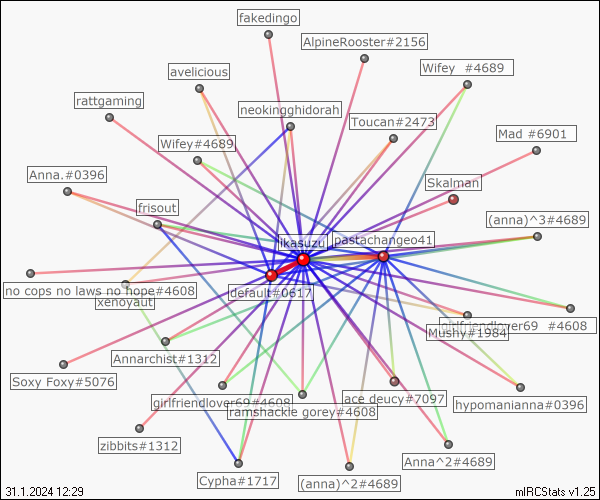 fakedingo
AlpineRooster#2156
Wifey #4689
avelicious
rattgaming
neokingghidorah
Toucan#2473
Mad #6901
Wifey#4689
Anna.#0396
Skalman
frisout
(anna)^3#4689
ikasuzu
pastachangeo41
no cops no laws no hope#4608
default#0617
xenoyaut
girlfriendlover69 #4608
Mushy#1984
Annarchist#1312
Soxy Foxy#5076
girlfriendlover69#4608
ace deucy#7097
hypomanianna#0396
ramshackle gorey#4608
zibbits#1312
Anna^2#4689
Cypha#1717
(anna)^2#4689
31.1.2024 12:29
mIRCStats v1.25